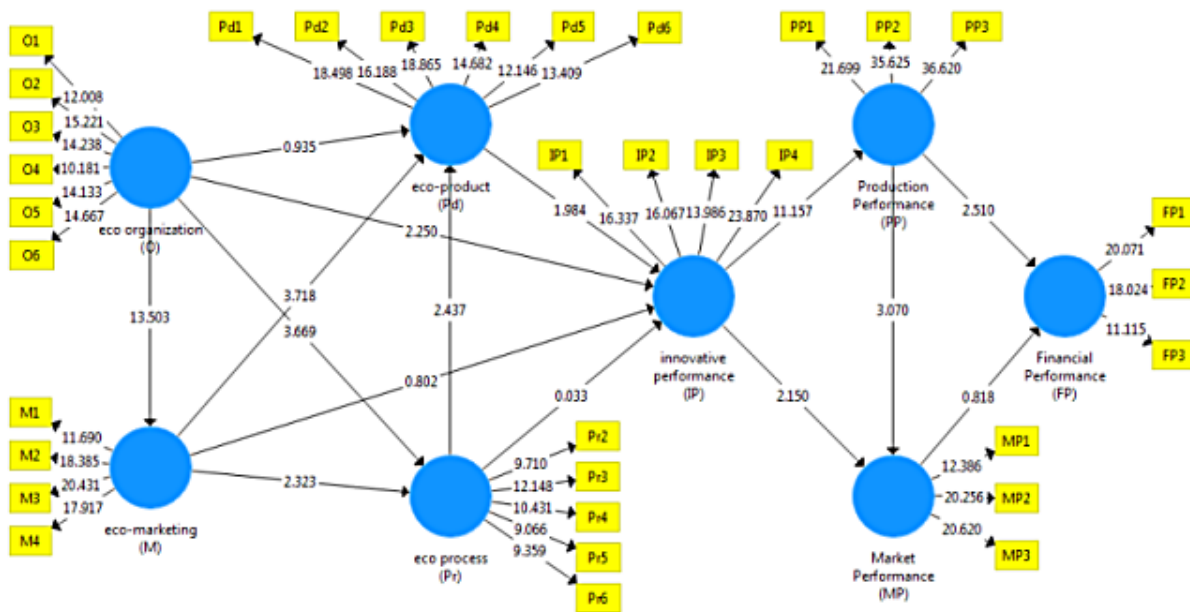 Pd1
Pd2
Pd3
Pd4
Pd5
Pd6
18.498
16.188
18.865
14.682
12.146
13.409
PP1
PP2
PP3
21.699
35.625
36.620
O1
O2
O3
O4
O5
O6
12.008
15.221
14.238
10.181
14.133
14.667
eco organization
(O)
0.935
eco-product
(Pd)
IP1
IP2
IP3
IP4
16.337
16.067
13.986
23.870
11.157
Production
Performance
(PP)
1.984
2.250
2.510
FP1
FP2
FP3
20.071
18.024
11.115
3.718
3.669
13.503
2.437
3.070
innovative
performance
(IP)
Financial
Performance
(FP)
0.802
0.033
2.150
0.818
M1
M2
M3
M4
11.690
18.385
20.431
17.917
eco-marketing
(M)
2.323
Pr2
Pr3
Pr4
Pr5
Pr6
9.710
12.148
10.431
9.066
9.359
eco process
(Pr)
MP1
MP2
MP3
12.386
20.256
20.620
Market
Performance
(MP)